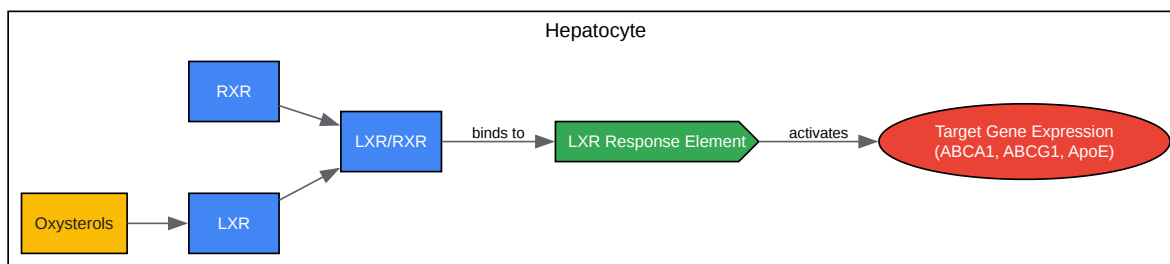 Hepatocyte
RXR
LXR/RXR
binds to
LXR Response Element
activates
Target Gene Expression
(ABCA1, ABCG1, ApoE)
Oxysterols
LXR